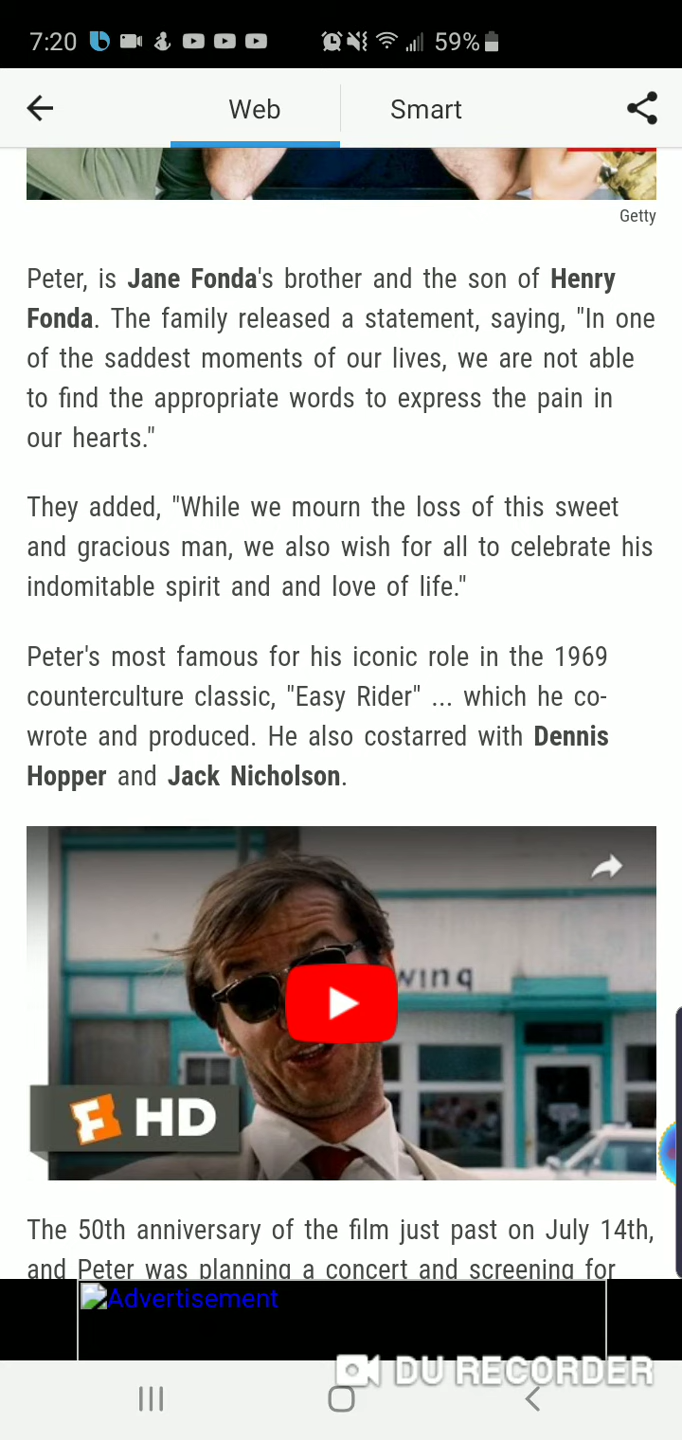 7:20
59%
Web
Smart
Getty
Peter, is Jane Fonda's brother and the son of Henry
Fonda. The family released a statement, saying, "In one
of the saddest moments of our lives, we are not able
to find the appropriate words to express the pain in
our hearts."
They added, "While we mourn the loss of this sweet
and gracious man, we also wish for all to celebrate his
indomitable spirit and and love of life."
Peter's most famous for his iconic role in the 1969
counterculture classic, "Easy Rider" ... which he co-
wrote and produced. He also costarred with Dennis
Hopper and Jack Nicholson.
wing
F HD
The 50th anniversary of the film just past on July 14th,
and Peter was planning a concert and screening for
Advertisement
DU RECORDER